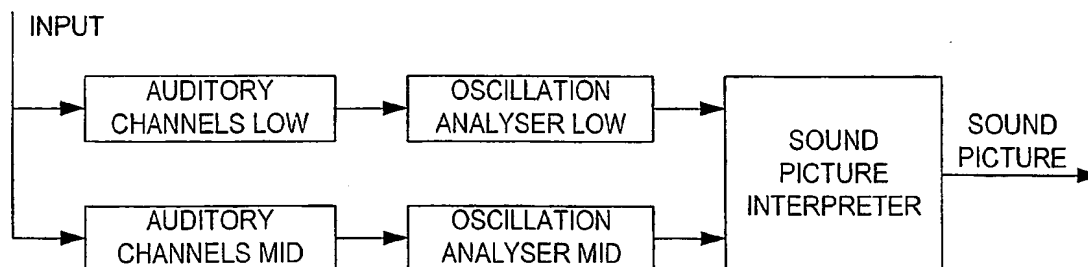 INPUT
AUDITORY
CHANNELS LOW
OSCILLATION
ANALYSER LOW
SOUND
PICTURE
INTERPRETER
SOUND
PICTURE
AUDITORY
CHANNELS MID
OSCILLATION
ANALYSER MID